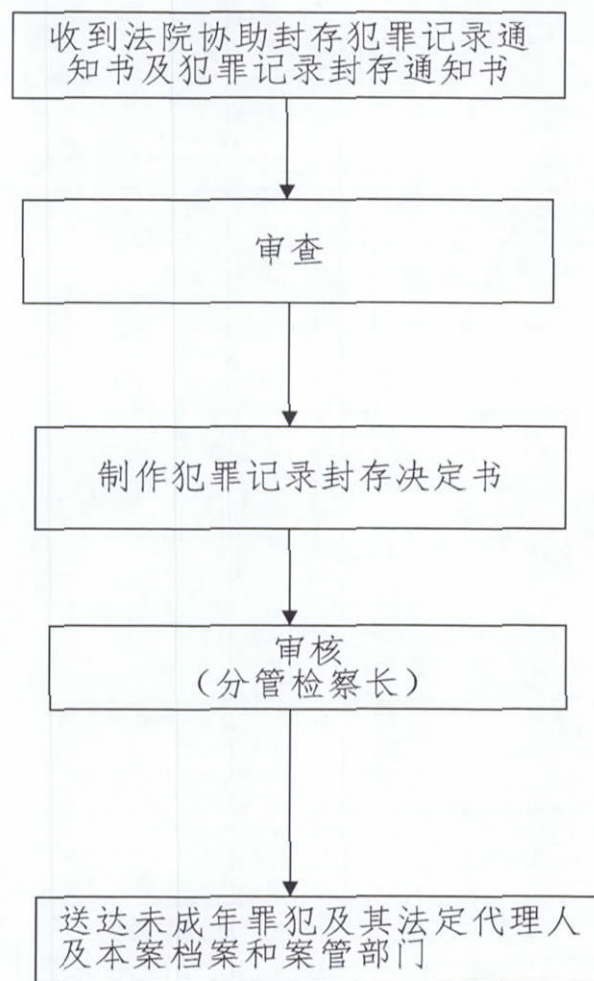 收到法院协助封存犯罪记录通
知书及犯罪记录封存通知书
审查
制作犯罪记录封存决定书
审核
（分管检察长）
送达未成年罪犯及其法定代理人
及本案档案和案管部门